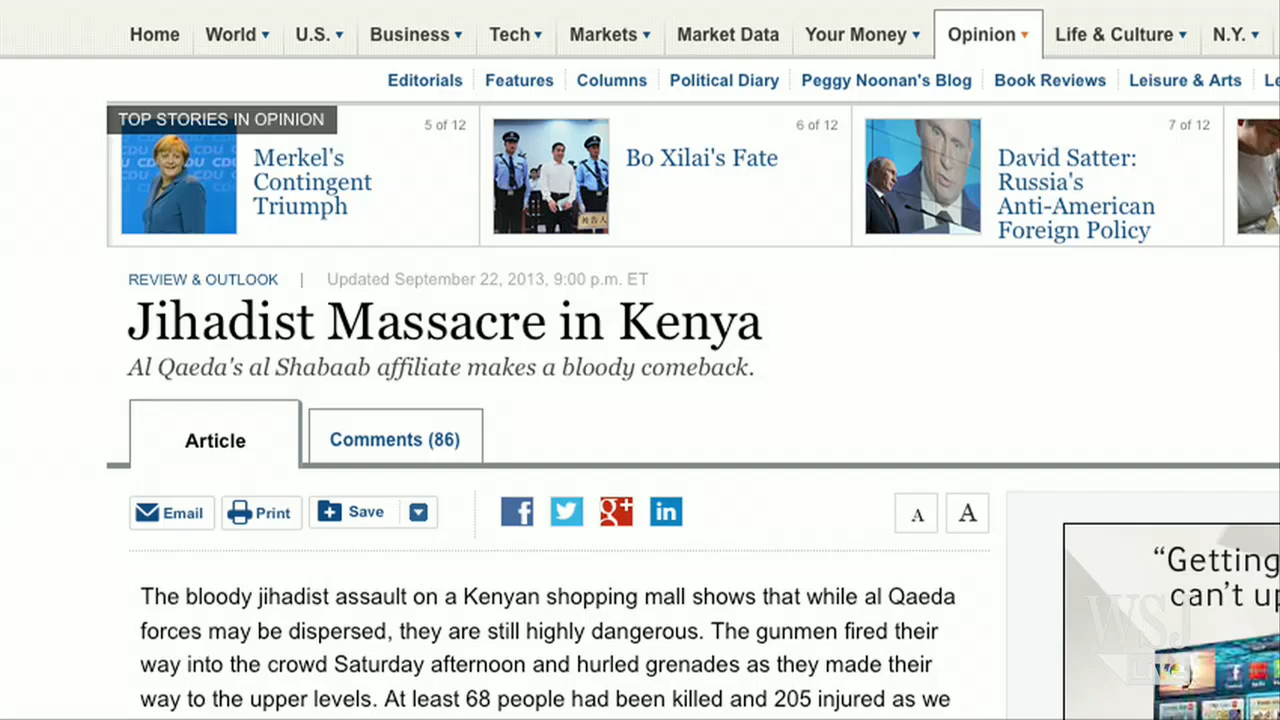 Home World U.S. Business Tech Markets Market Data Your Money Opinion Life & Culture N.Y.
Editorials Features Columns Political Diary Peggy Noonan's Blog Book Reviews Leisure & Arts Le
TOP STORIES IN OPINION
5 of 12
Merkel's
Contingent
Triumph
6 of 12
Bo Xilai's Fate
7 of 12
David Satter:
Russia's
Anti-American
Foreign Policy
REVIEW & OUTLOOK | Updated September 22, 2013, 9:00 p.m. ET
Jihadist Massacre in Kenya
Al Qaeda's al Shabaab affiliate makes a bloody comeback.
Article Comments (86)
Email Print Save A A
The bloody jihadist assault on a Kenyan shopping mall shows that while al Qaeda
forces may be dispersed, they are still highly dangerous. The gunmen fired their
way into the crowd Saturday afternoon and hurled grenades as they made their
way to the upper levels. At least 68 people had been killed and 205 injured as we
“Getting
can't up
WSJ
LIVE